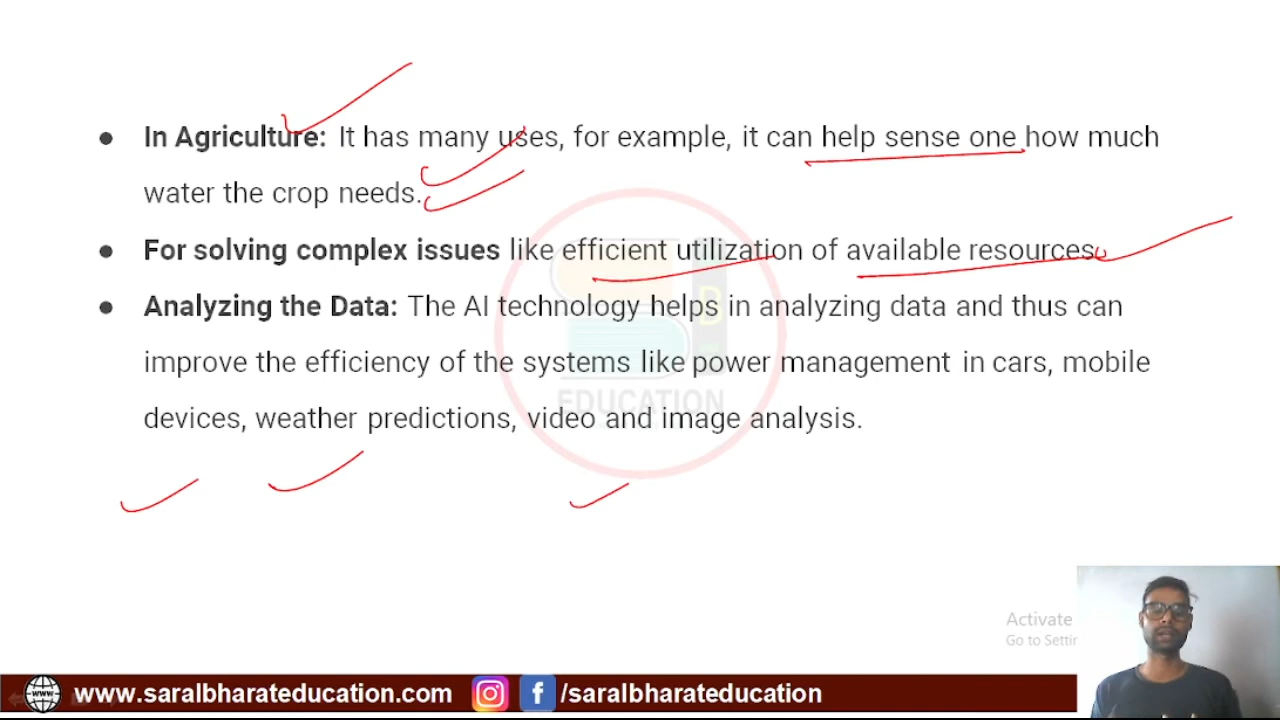 ● In Agriculture: It has many uses, for example, it can help sense one how much
water the crop needs.
● For solving complex issues like efficient utilization of available resources.
● Analyzing the Data: The AI technology helps in analyzing data and thus can
improve the efficiency of the systems like power management in cars, mobile
devices, weather predictions, video and image analysis.
EDUCATION
Activate
Go to Settin
www www.saralbharateducation.com f /saralbharateducation